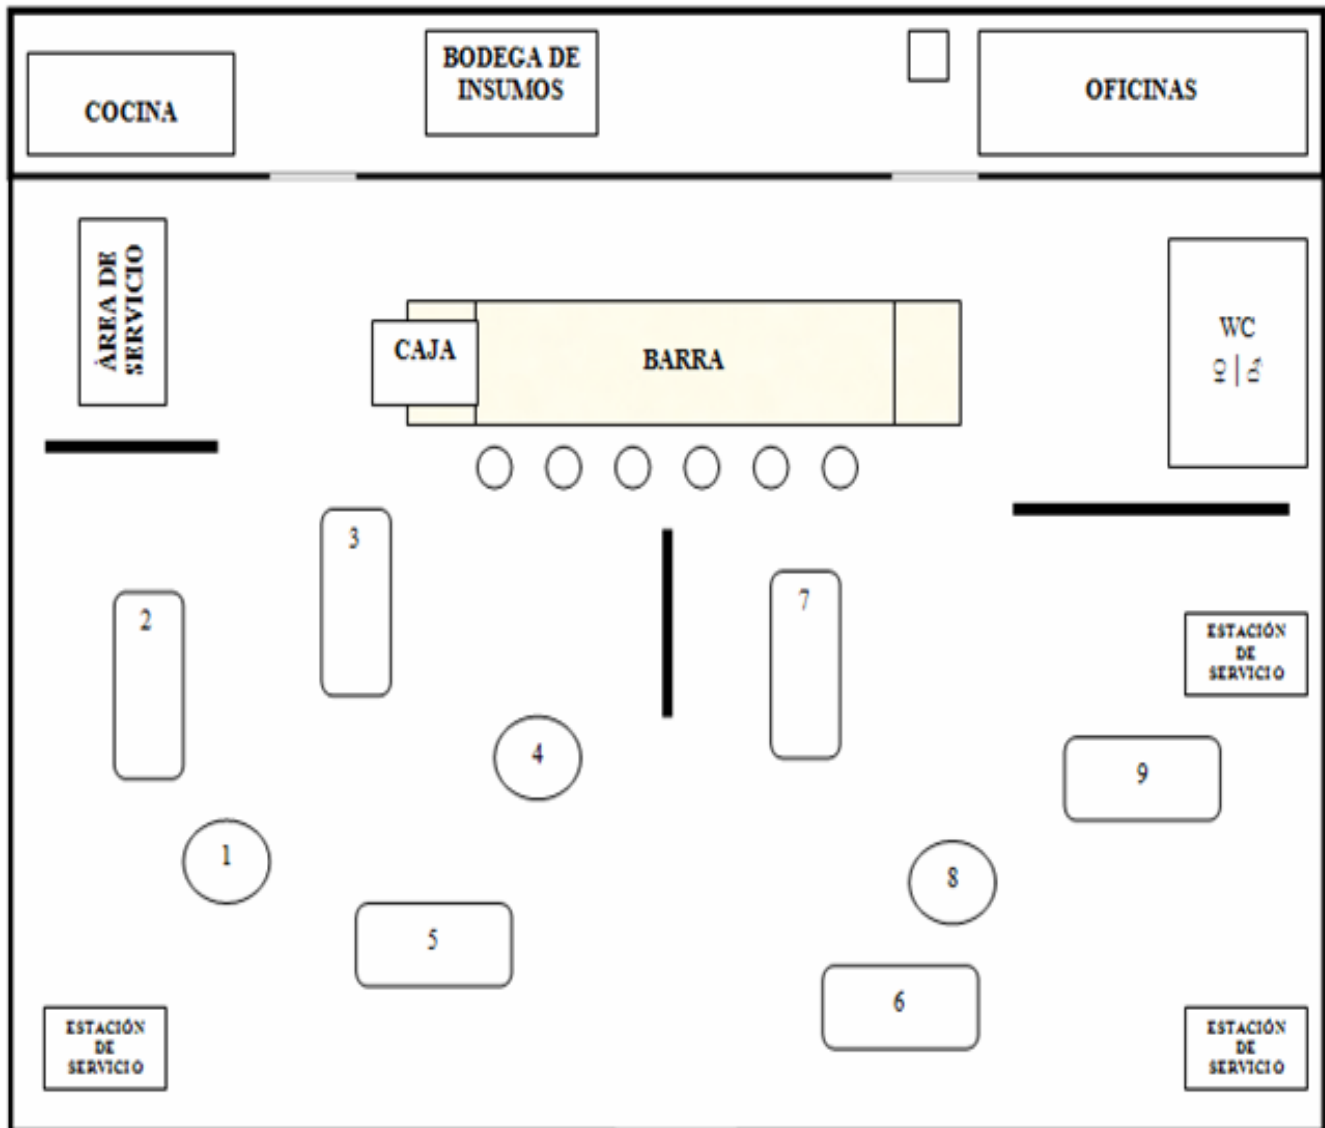 COCINA
BODEGA DE
INSUMOS
OFICINAS
ÀREA DE
SERVICIO
CAJA
BARRA
WC
♀|♂
3
2
7
ESTACIÓN
DE
SERVICIO
4
9
1
8
5
6
ESTACIÓN
DE
SERVICIO
ESTACIÓN
DE
SERVICIO